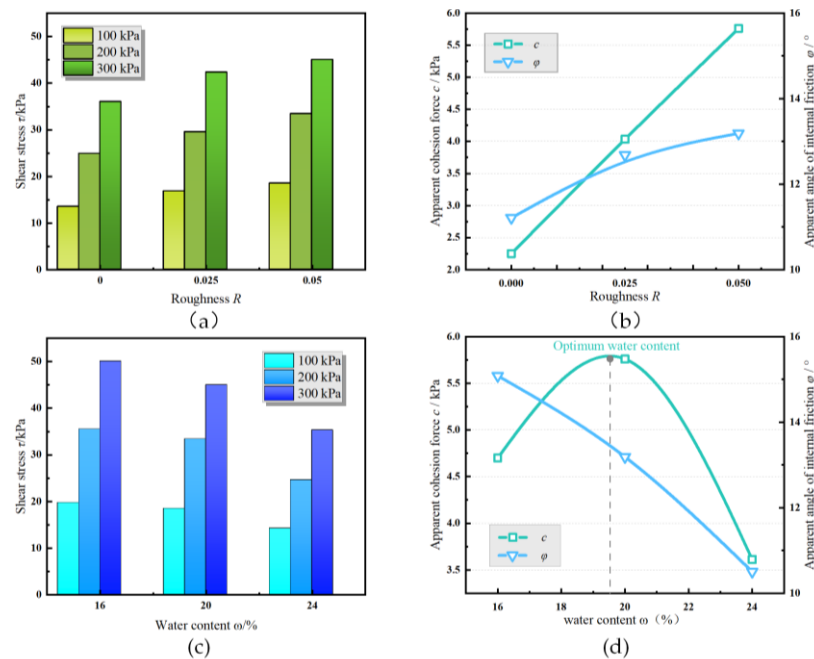 100 kPa
200 kPa
300 kPa
50
40
30
20
10
0
Shear stress τ/kPa
0 0.025 0.05
Roughness R
(a)
c
φ
6.0
5.5
5.0
4.5
4.0
3.5
3.0
2.5
2.0
Apparent cohesion force c / kPa
16
14
12
10
Apparent angle of internal friction φ / °
0.000 0.025 0.050
Roughness R
(b)
100 kPa
200 kPa
300 kPa
50
40
30
20
10
0
Shear stress τ/kPa
16 20 24
Water content ω/%
(c)
Optimum water content
c
φ
6.0
5.5
5.0
4.5
4.0
3.5
Apparent cohesion force c / kPa
16
14
12
10
Apparent angle of internal friction φ / °
16 18 20 22 24
water content ω（%）
(d)